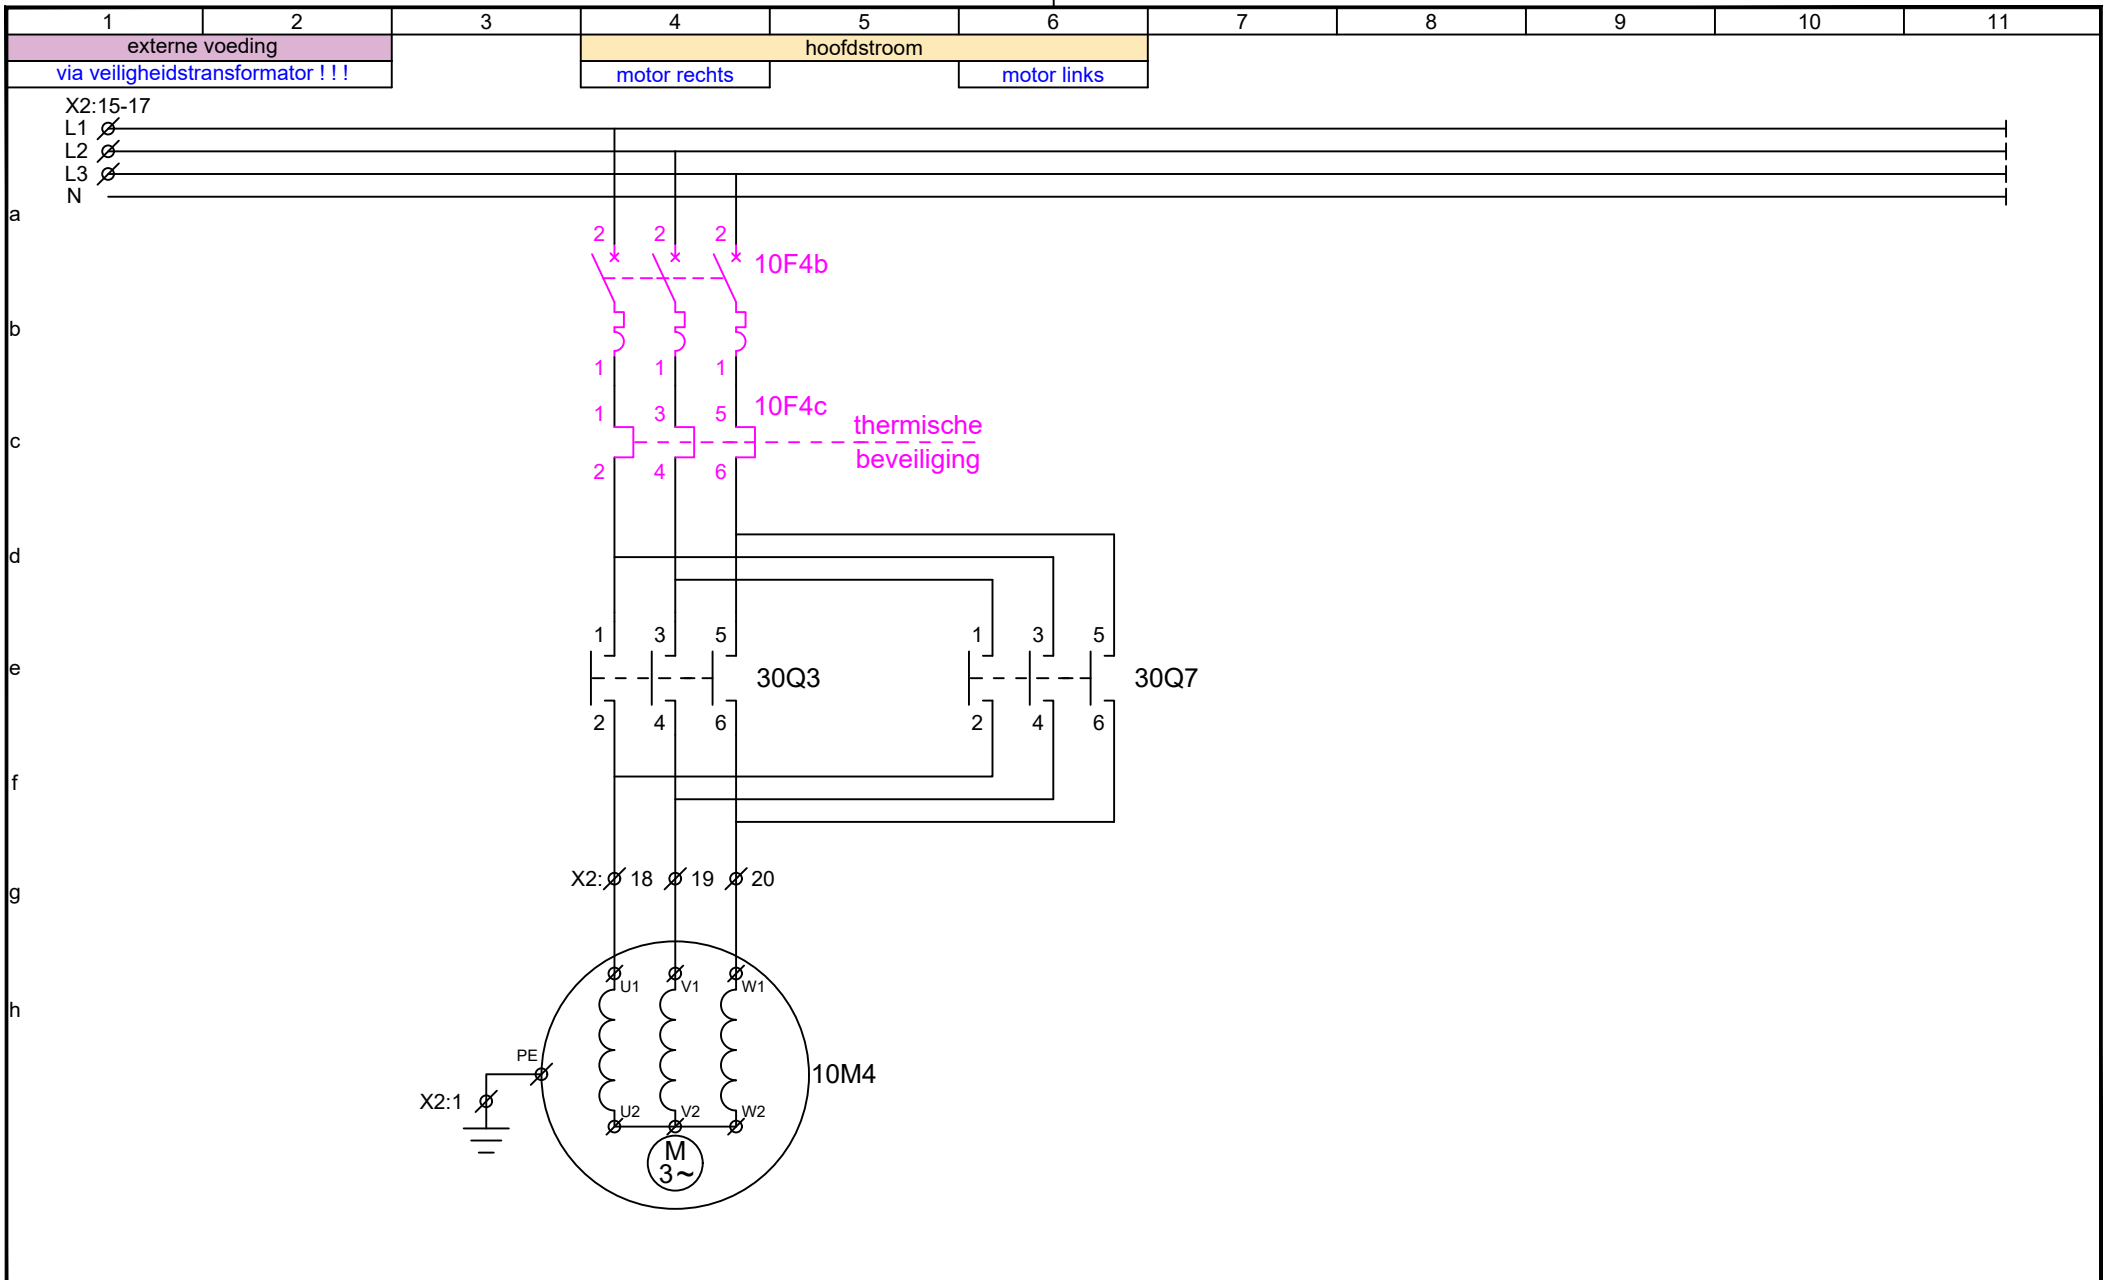 1 2 3 4 5 6 7 8 9 10 11
externe voeding hoofdstroom
via veiligheidstransformator ! ! ! motor rechts motor links
X2:15-17
L1
L2
L3
N
a
2 2 2
10F4b
b
1 1 1
1 3 5 10F4c
thermische
c
beveiliging
2 4 6
d
1 3 5 1 3 5
e
30Q3 30Q7
2 4 6 2 4 6
f
X2: 18 19 20
g
U1 V1 W1
h
PE
10M4
X2:1
U2 V2 W2
M
3~